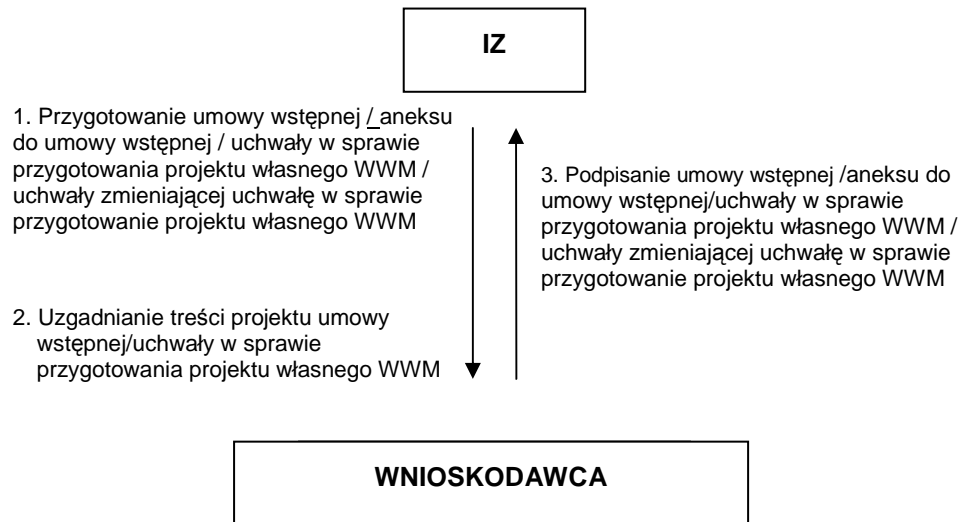 IZ
1. Przygotowanie umowy wstępnej / aneksu
do umowy wstępnej / uchwały w sprawie
przygotowania projektu własnego WWM /
uchwały zmieniającej uchwałę w sprawie
przygotowanie projektu własnego WWM
2. Uzgadnianie treści projektu umowy
wstępnej/uchwały w sprawie
przygotowania projektu własnego WWM
3. Podpisanie umowy wstępnej /aneksu do
umowy wstępnej/uchwały w sprawie
przygotowania projektu własnego WWM /
uchwały zmieniającej uchwałę w sprawie
przygotowanie projektu własnego WWM
WNIOSKODAWCA